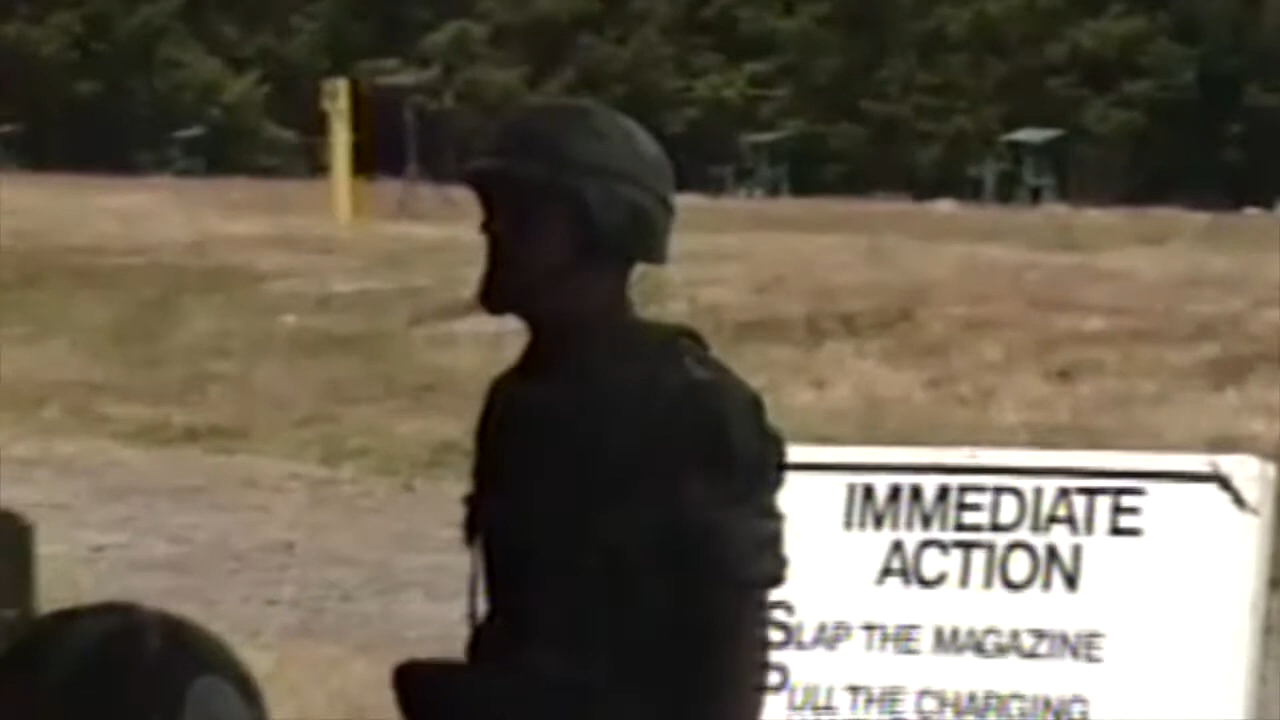 IMMEDIATE
ACTION
SLAP THE MAGAZINE
PULL THE CHARGING